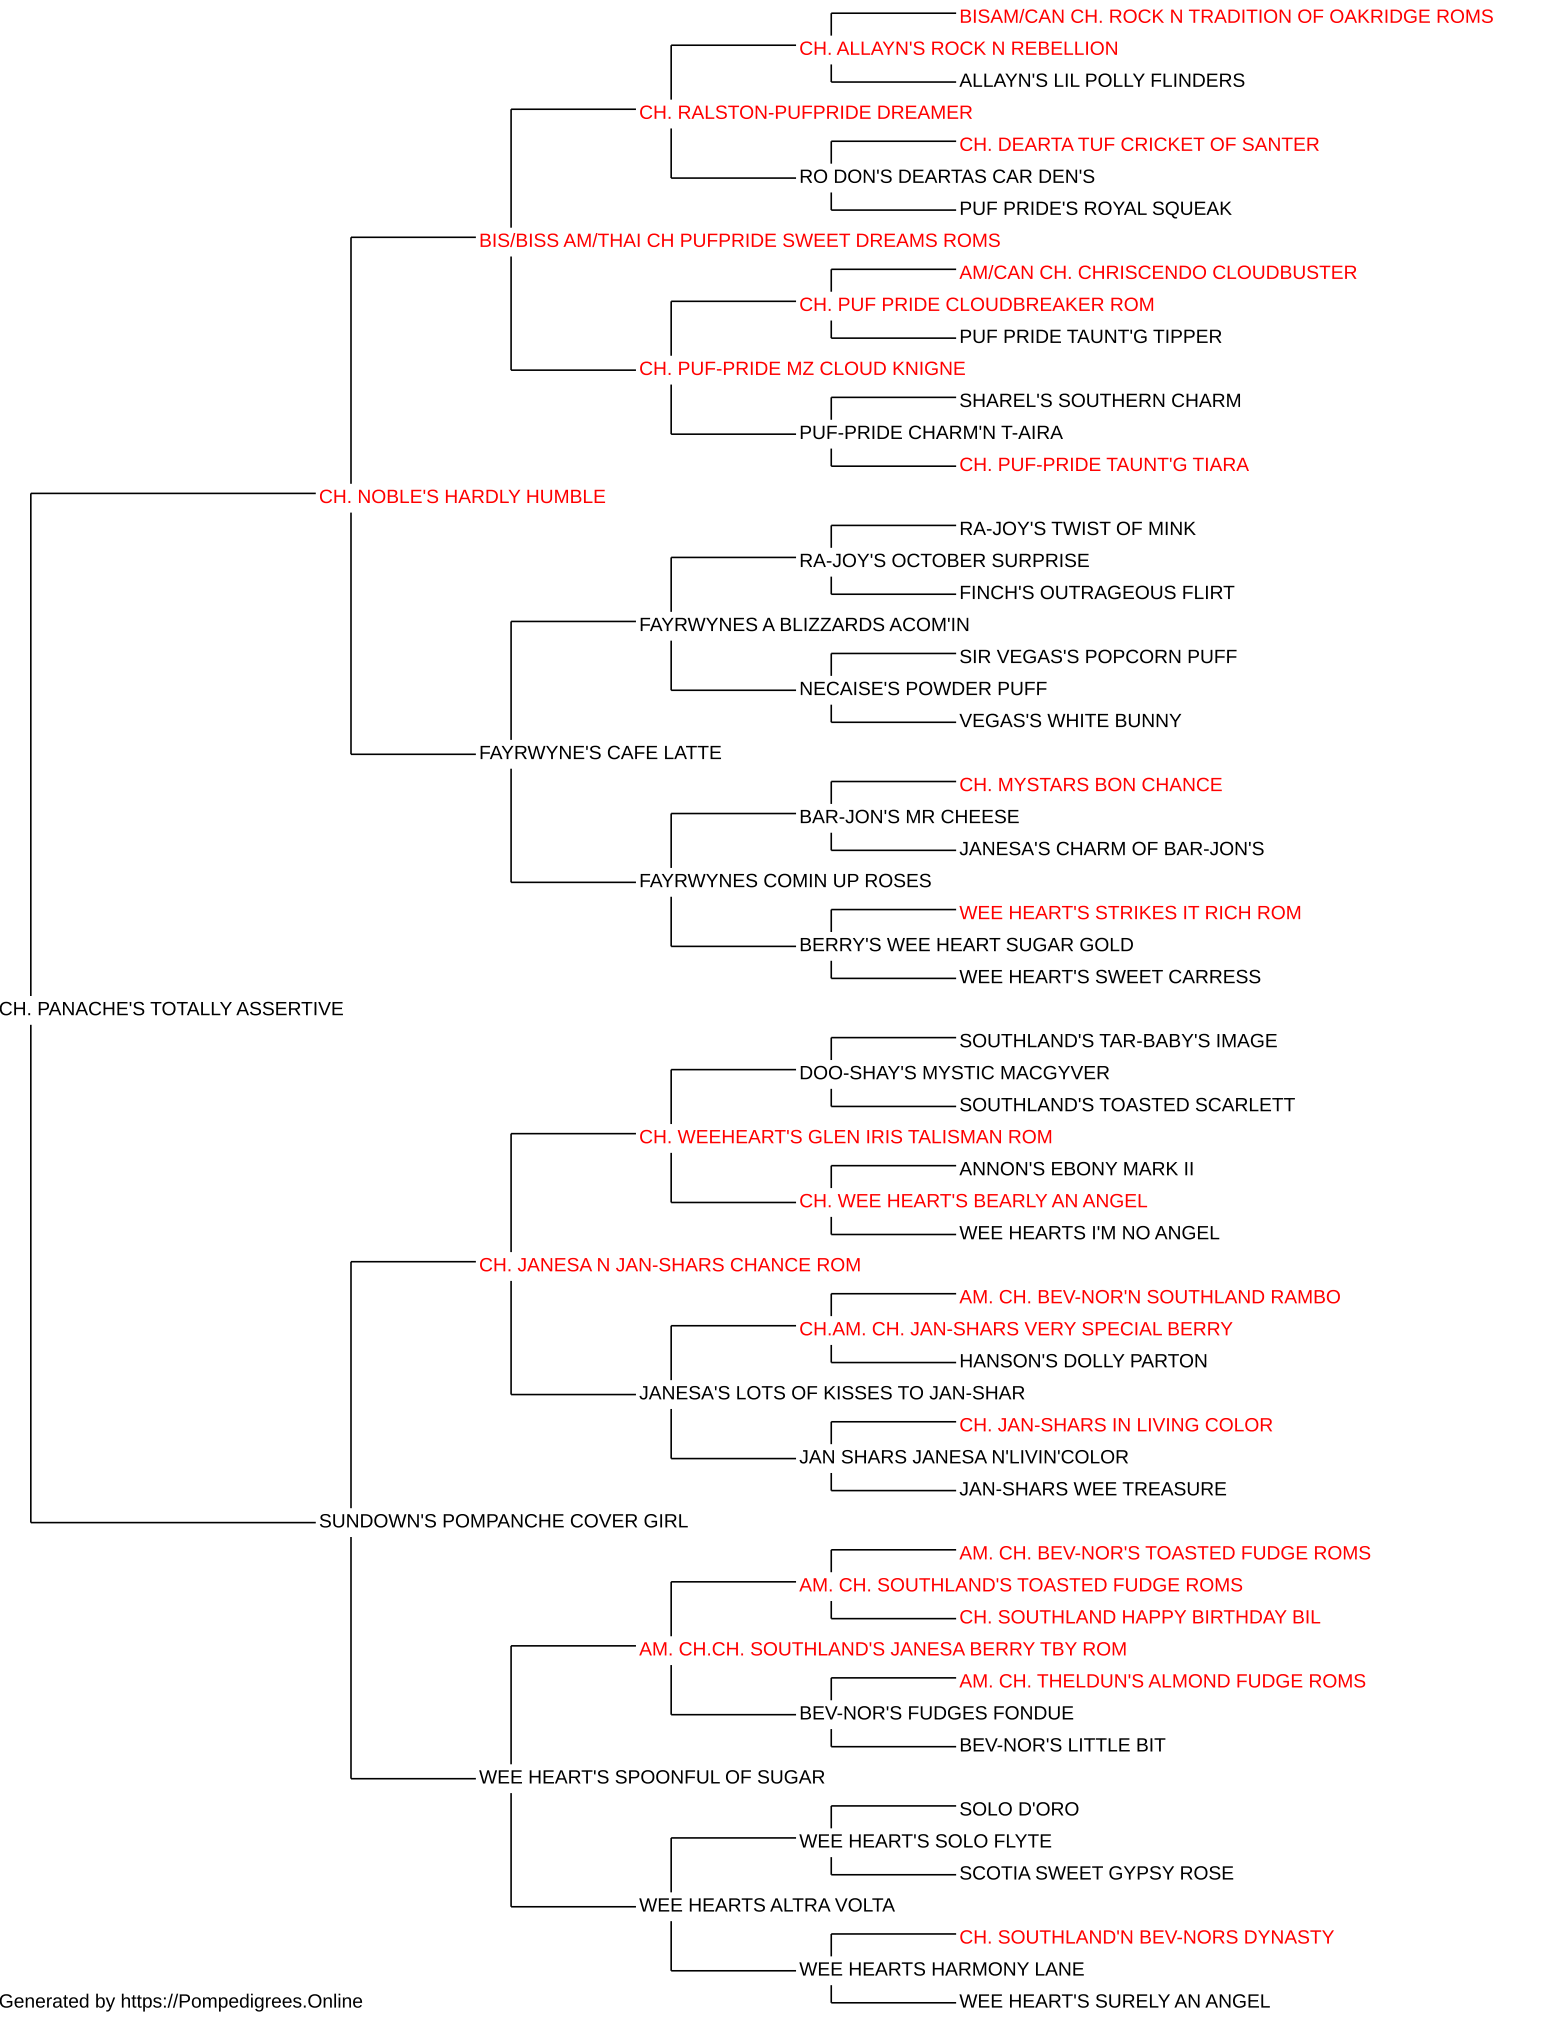 BISAM/CAN CH. ROCK N TRADITION OF OAKRIDGE ROMS
CH. ALLAYN'S ROCK N REBELLION
ALLAYN'S LIL POLLY FLINDERS
CH. RALSTON-PUFPRIDE DREAMER
CH. DEARTA TUF CRICKET OF SANTER
RO DON'S DEARTAS CAR DEN'S
PUF PRIDE'S ROYAL SQUEAK
BIS/BISS AM/THAI CH PUFPRIDE SWEET DREAMS ROMS
AM/CAN CH. CHRISCENDO CLOUDBUSTER
CH. PUF PRIDE CLOUDBREAKER ROM
PUF PRIDE TAUNT'G TIPPER
CH. PUF-PRIDE MZ CLOUD KNIGNE
SHAREL'S SOUTHERN CHARM
PUF-PRIDE CHARM'N T-AIRA
CH. PUF-PRIDE TAUNT'G TIARA
CH. NOBLE'S HARDLY HUMBLE
RA-JOY'S TWIST OF MINK
RA-JOY'S OCTOBER SURPRISE
FINCH'S OUTRAGEOUS FLIRT
FAYRWYNES A BLIZZARDS ACOM'IN
SIR VEGAS'S POPCORN PUFF
NECAISE'S POWDER PUFF
VEGAS'S WHITE BUNNY
FAYRWYNE'S CAFE LATTE
CH. MYSTARS BON CHANCE
BAR-JON'S MR CHEESE
JANESA'S CHARM OF BAR-JON'S
FAYRWYNES COMIN UP ROSES
WEE HEART'S STRIKES IT RICH ROM
BERRY'S WEE HEART SUGAR GOLD
WEE HEART'S SWEET CARRESS
CH. PANACHE'S TOTALLY ASSERTIVE
SOUTHLAND'S TAR-BABY'S IMAGE
DOO-SHAY'S MYSTIC MACGYVER
SOUTHLAND'S TOASTED SCARLETT
CH. WEEHEART'S GLEN IRIS TALISMAN ROM
ANNON'S EBONY MARK II
CH. WEE HEART'S BEARLY AN ANGEL
WEE HEARTS I'M NO ANGEL
CH. JANESA N JAN-SHARS CHANCE ROM
AM. CH. BEV-NOR'N SOUTHLAND RAMBO
CH.AM. CH. JAN-SHARS VERY SPECIAL BERRY
HANSON'S DOLLY PARTON
JANESA'S LOTS OF KISSES TO JAN-SHAR
CH. JAN-SHARS IN LIVING COLOR
JAN SHARS JANESA N'LIVIN'COLOR
JAN-SHARS WEE TREASURE
SUNDOWN'S POMPANCHE COVER GIRL
AM. CH. BEV-NOR'S TOASTED FUDGE ROMS
AM. CH. SOUTHLAND'S TOASTED FUDGE ROMS
CH. SOUTHLAND HAPPY BIRTHDAY BIL
AM. CH.CH. SOUTHLAND'S JANESA BERRY TBY ROM
AM. CH. THELDUN'S ALMOND FUDGE ROMS
BEV-NOR'S FUDGES FONDUE
BEV-NOR'S LITTLE BIT
WEE HEART'S SPOONFUL OF SUGAR
SOLO D'ORO
WEE HEART'S SOLO FLYTE
SCOTIA SWEET GYPSY ROSE
WEE HEARTS ALTRA VOLTA
CH. SOUTHLAND'N BEV-NORS DYNASTY
WEE HEARTS HARMONY LANE
WEE HEART'S SURELY AN ANGEL
Generated by https://Pompedigrees.Online